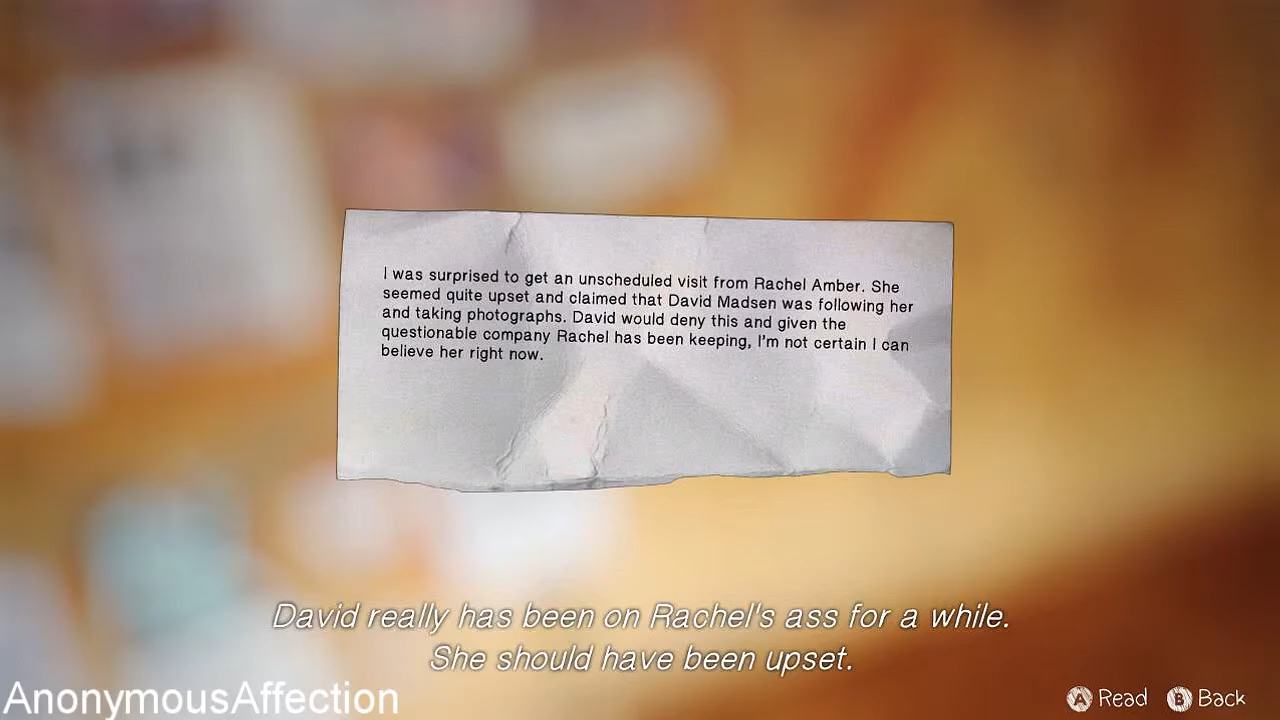 I was surprised to get an unscheduled visit from Rachel Amber. She
seemed quite upset and claimed that David Madsen was following her
and taking photographs. David would deny this and given the
questionable company Rachel has been keeping, I'm not certain I can
believe her right now.
David really has been on Rachel's ass for a while.
She should have been upset.
AnonymousAffection
A Read B Back